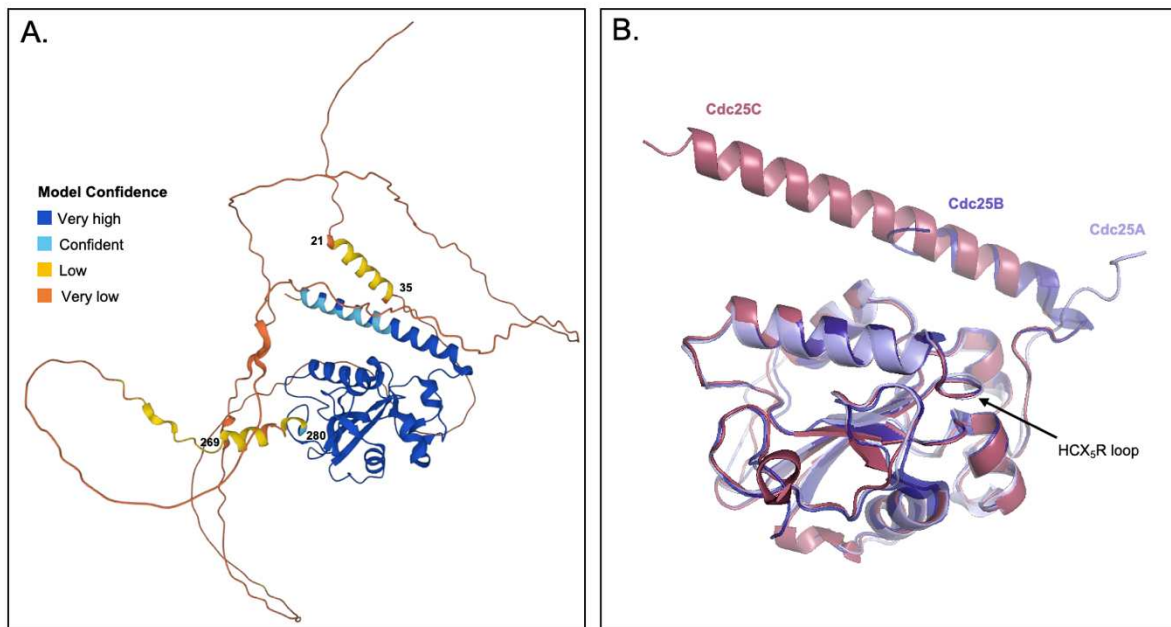 A.
Model Confidence
Very high
Confident
Low
Very low
21
35
269
280
B.
Cdc25C
Cdc25B
Cdc25A
HCX₅R loop